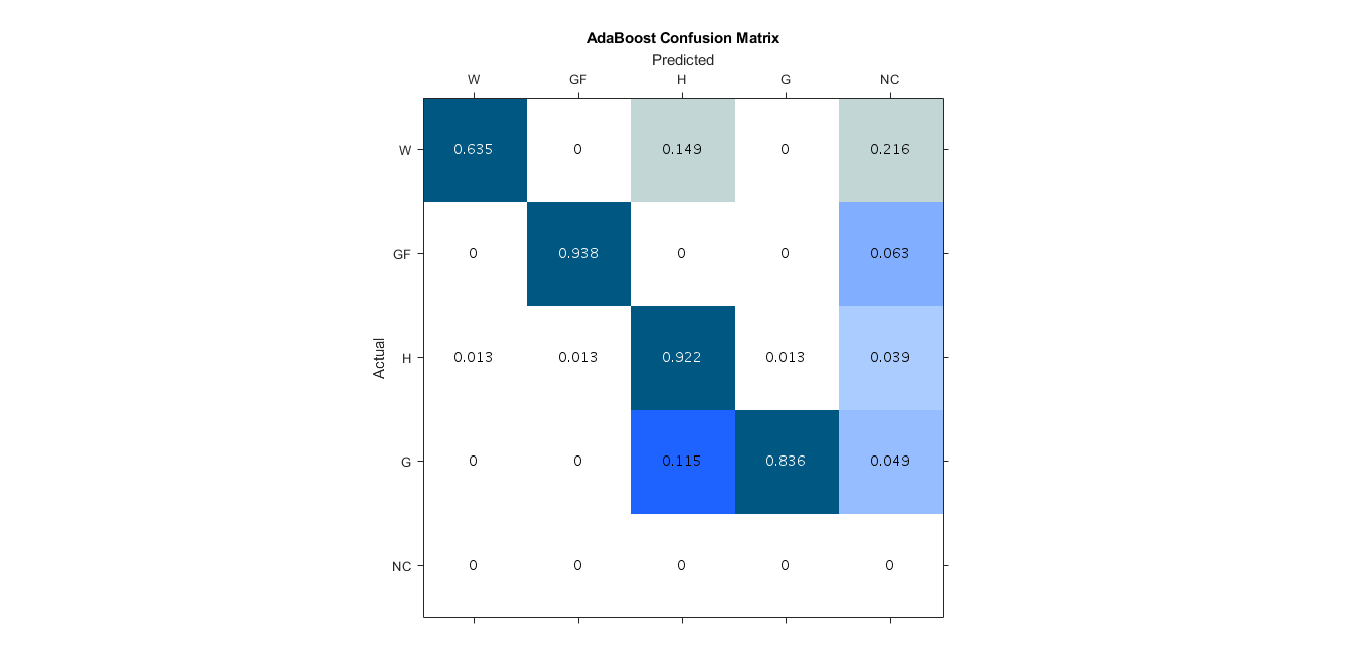 AdaBoost Confusion Matrix
Predicted
W GF H G NC
W 0.635 0 0.149 0 0.216
GF 0 0.938 0 0 0.063
Actual
H 0.013 0.013 0.922 0.013 0.039
G 0 0 0.115 0.836 0.049
NC 0 0 0 0 0